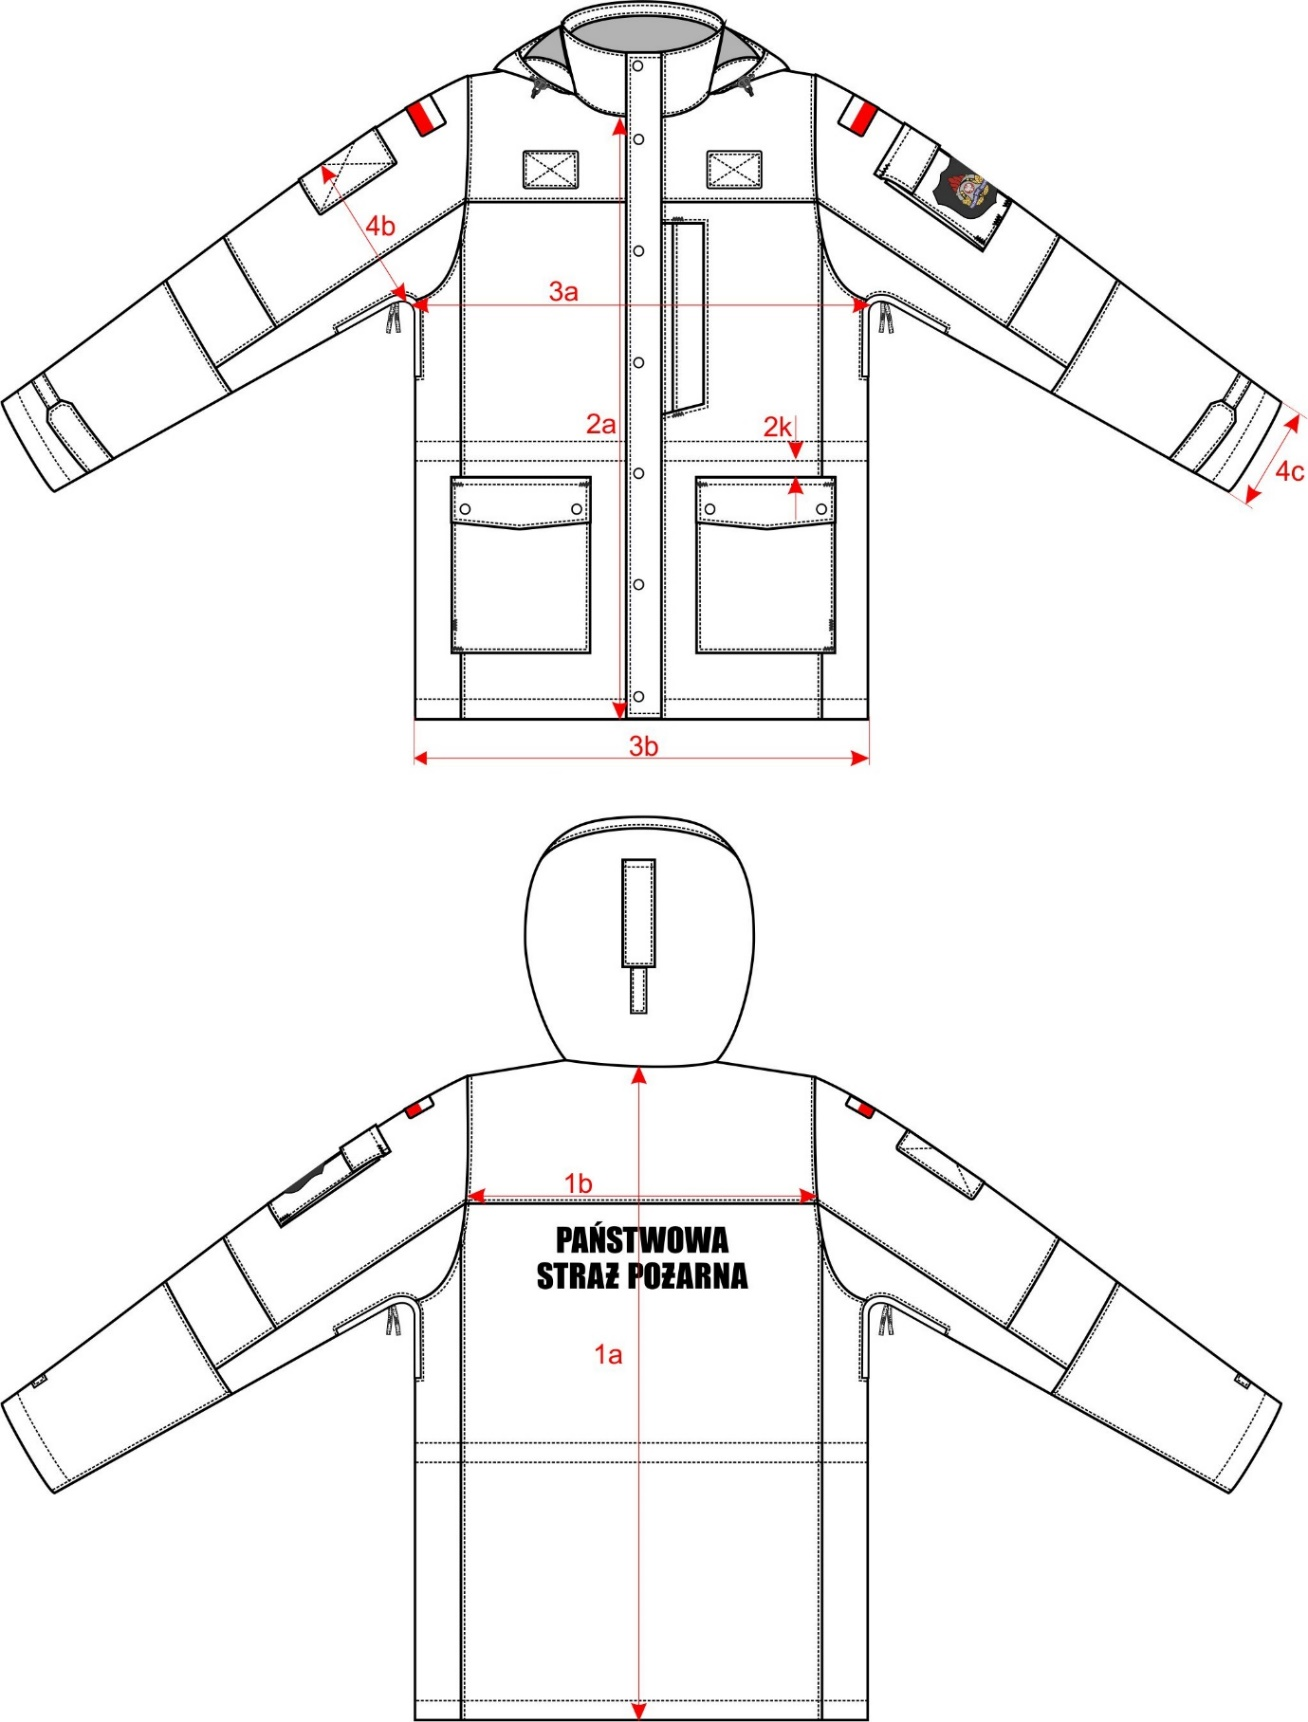 4b
3a
2a
2k
4c
3b
1b
PAŃSTWOWA
STRAŻ POŻARNA
1a